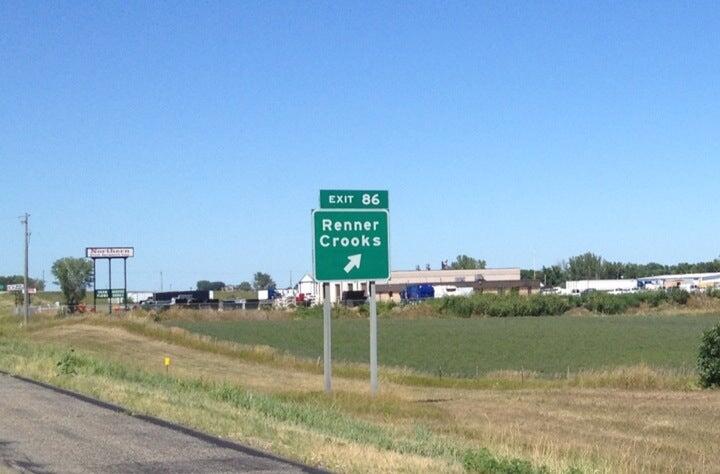 EXIT 86
Renner
Crooks
Northern